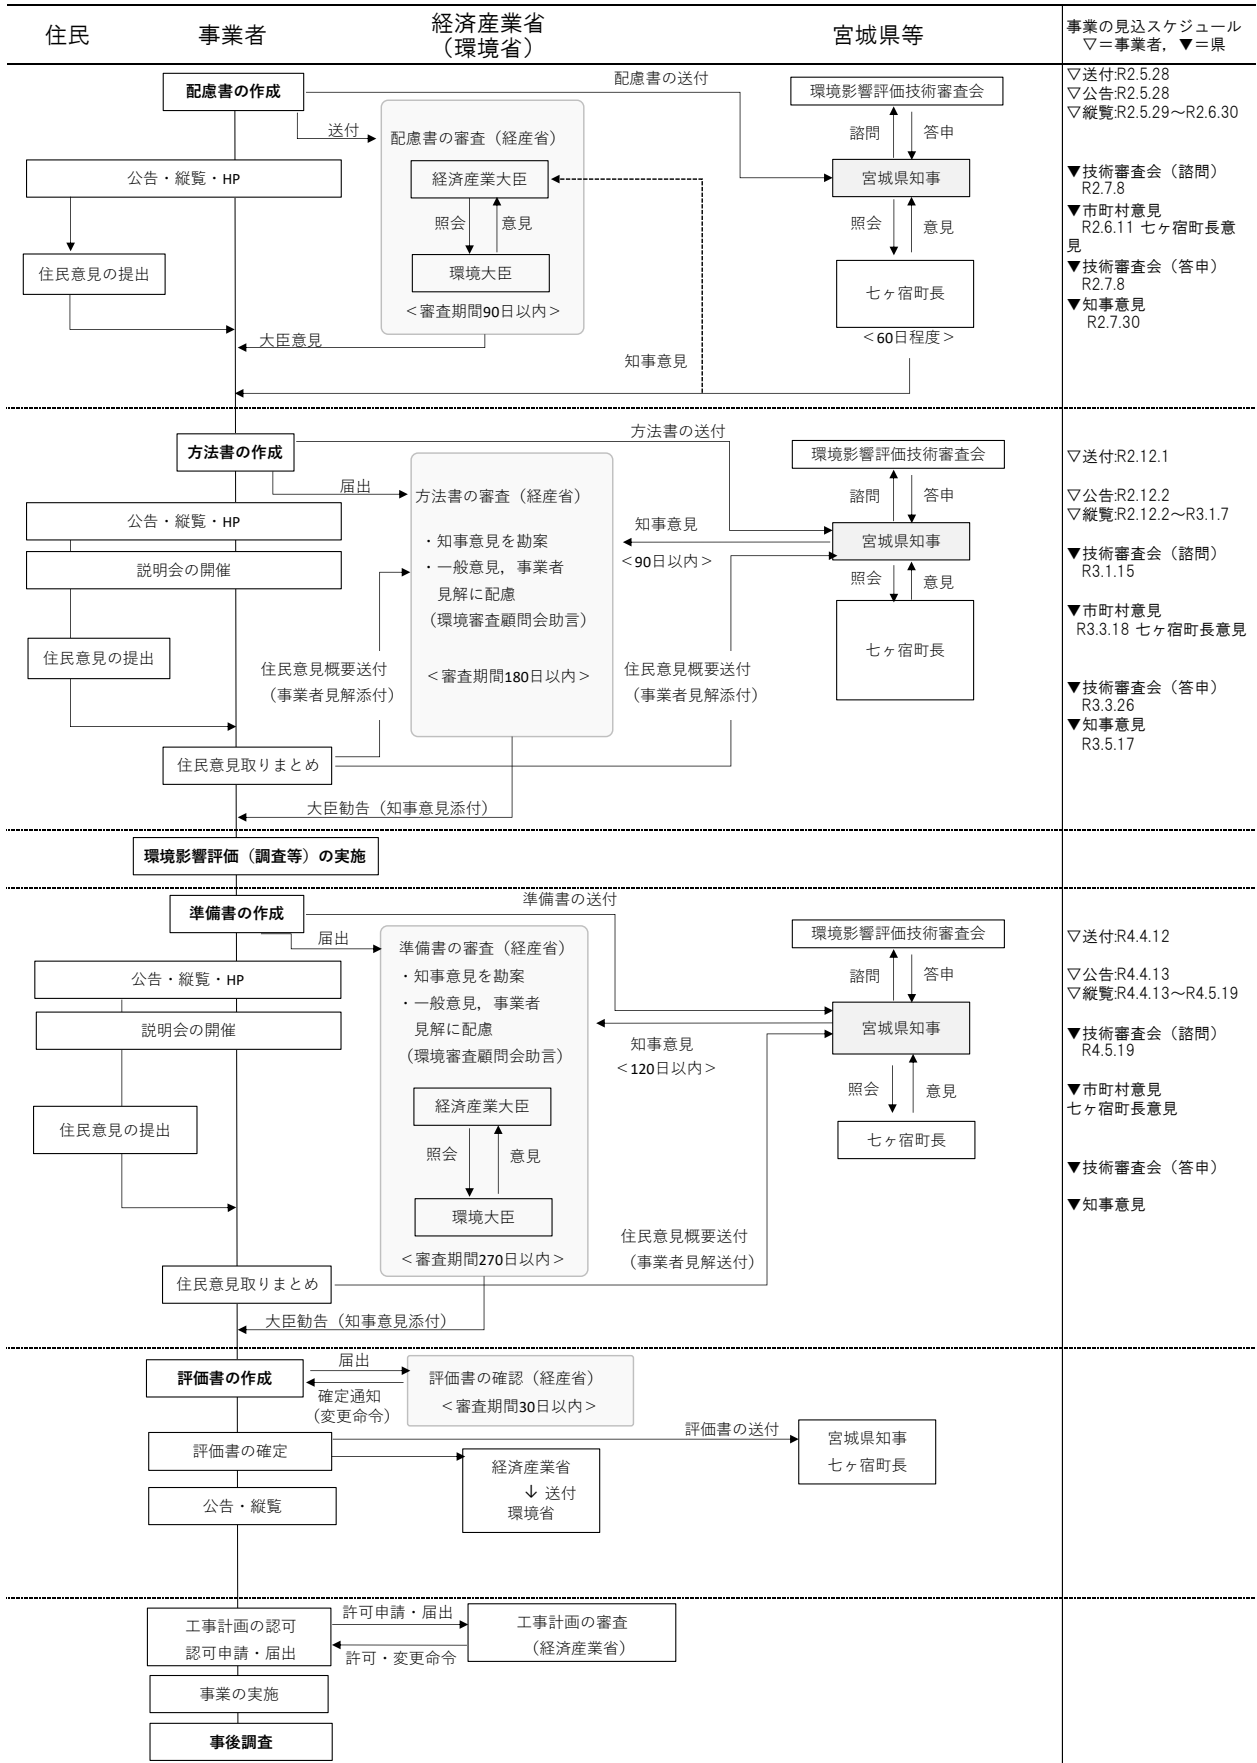 住民
事業者
経済産業省
（環境省）
宮城県等
事業の見込スケジュール
▽＝事業者，▼＝県
配慮書の作成
配慮書の送付
送付
配慮書の審査（経産省）
経済産業大臣
照会
意見
環境大臣
＜審査期間90日以内＞
公告・縦覧・HP
住民意見の提出
大臣意見
知事意見
環境影響評価技術審査会
諮問
答申
宮城県知事
照会
意見
七ヶ宿町長
＜60日程度＞
▽送付:R2.5.28
▽公告:R2.5.28
▽縦覧:R2.5.29～R2.6.30
▼技術審査会（諮問）
R2.7.8
▼市町村意見
R2.6.11 七ヶ宿町長意
見
▼技術審査会（答申）
R2.7.8
▼知事意見
R2.7.30
方法書の作成
方法書の送付
届出
方法書の審査（経産省）
・知事意見を勘案
・一般意見，事業者
見解に配慮
（環境審査顧問会助言）
＜審査期間180日以内＞
公告・縦覧・HP
説明会の開催
住民意見の提出
住民意見概要送付
（事業者見解添付）
住民意見取りまとめ
大臣勧告（知事意見添付）
知事意見
＜90日以内＞
住民意見概要送付
（事業者見解添付）
環境影響評価技術審査会
諮問
答申
宮城県知事
照会
意見
七ヶ宿町長
▽送付:R2.12.1
▽公告:R2.12.2
▽縦覧:R2.12.2～R3.1.7
▼技術審査会（諮問）
R3.1.15
▼市町村意見
R3.3.18 七ヶ宿町長意見
▼技術審査会（答申）
R3.3.26
▼知事意見
R3.5.17
環境影響評価（調査等）の実施
準備書の作成
準備書の送付
届出
準備書の審査（経産省）
・知事意見を勘案
・一般意見，事業者
見解に配慮
（環境審査顧問会助言）
経済産業大臣
照会
意見
環境大臣
＜審査期間270日以内＞
公告・縦覧・HP
説明会の開催
住民意見の提出
住民意見取りまとめ
大臣勧告（知事意見添付）
知事意見
＜120日以内＞
住民意見概要送付
（事業者見解送付）
環境影響評価技術審査会
諮問
答申
宮城県知事
照会
意見
七ヶ宿町長
▽送付:R4.4.12
▽公告:R4.4.13
▽縦覧:R4.4.13～R4.5.19
▼技術審査会（諮問）
R4.5.19
▼市町村意見
七ヶ宿町長意見
▼技術審査会（答申）
▼知事意見
評価書の作成
届出
確定通知
（変更命令）
評価書の確認（経産省）
＜審査期間30日以内＞
評価書の確定
評価書の送付
宮城県知事
七ヶ宿町長
経済産業省
↓ 送付
環境省
公告・縦覧
工事計画の認可
認可申請・届出
許可申請・届出
許可・変更命令
工事計画の審査
（経済産業省）
事業の実施
事後調査